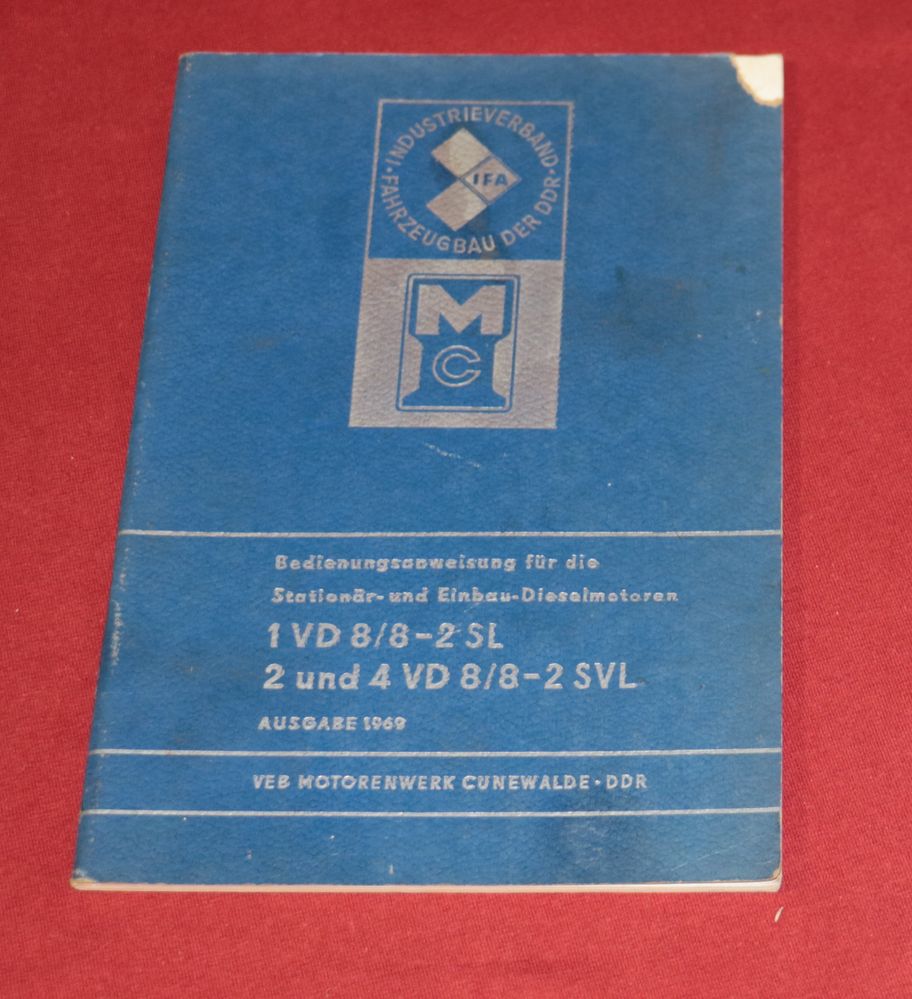 INDUSTRIEVERBAND · FAHRZEUGBAU DER DDR ·
IFA
M
C
Bedienungsanweisung für die
Stationär- und Einbau-Dieselmotoren
1 VD 8/8-2 SL
2 und 4 VD 8/8-2 SVL
AUSGABE 1969
VEB MOTORENWERK CUNEWALDE · DDR